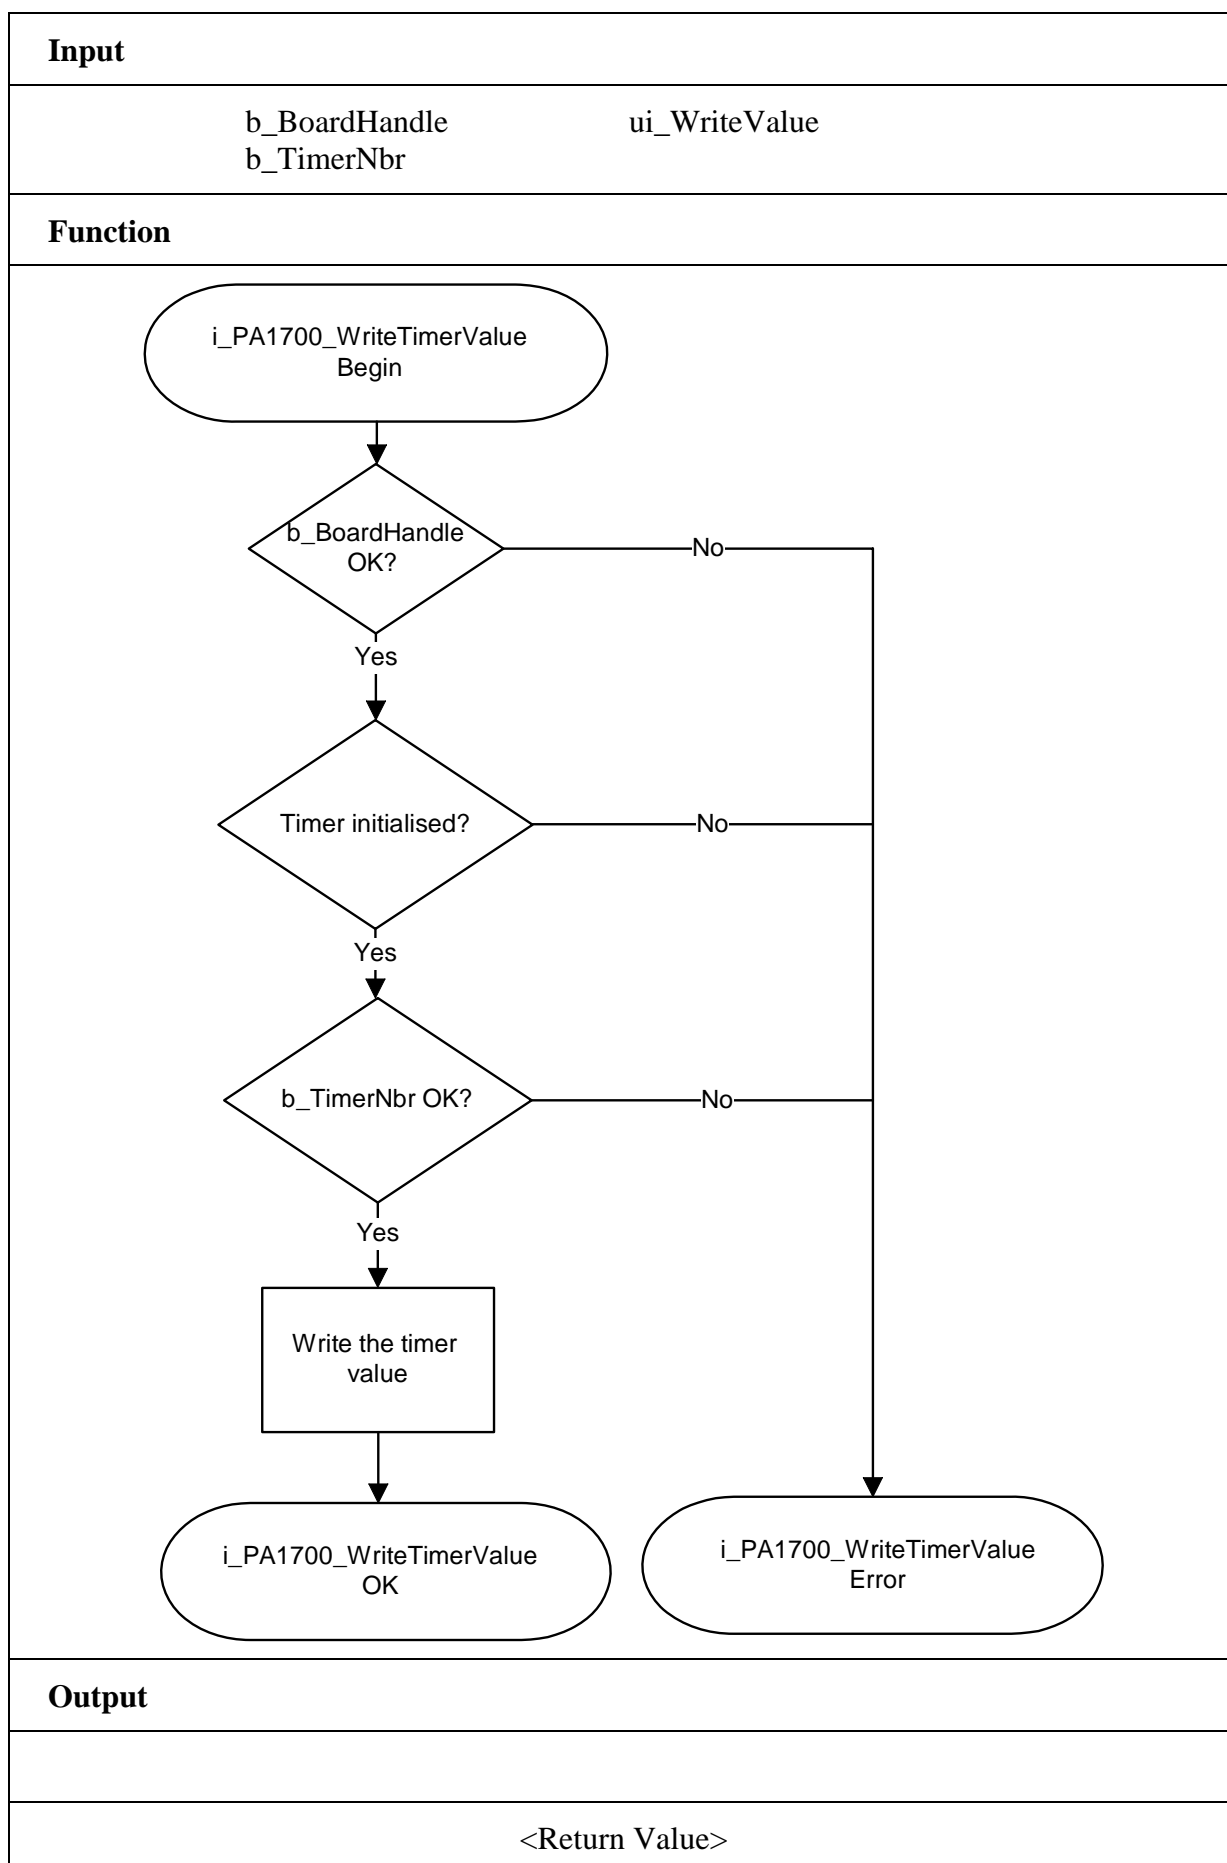 Input
b_BoardHandle ui_WriteValue
b_TimerNbr
Function
i_PA1700_WriteTimerValue
Begin
b_BoardHandle
OK?
No
Yes
Timer initialised?
No
Yes
b_TimerNbr OK?
No
Yes
Write the timer
value
i_PA1700_WriteTimerValue
OK
i_PA1700_WriteTimerValue
Error
Output
<Return Value>